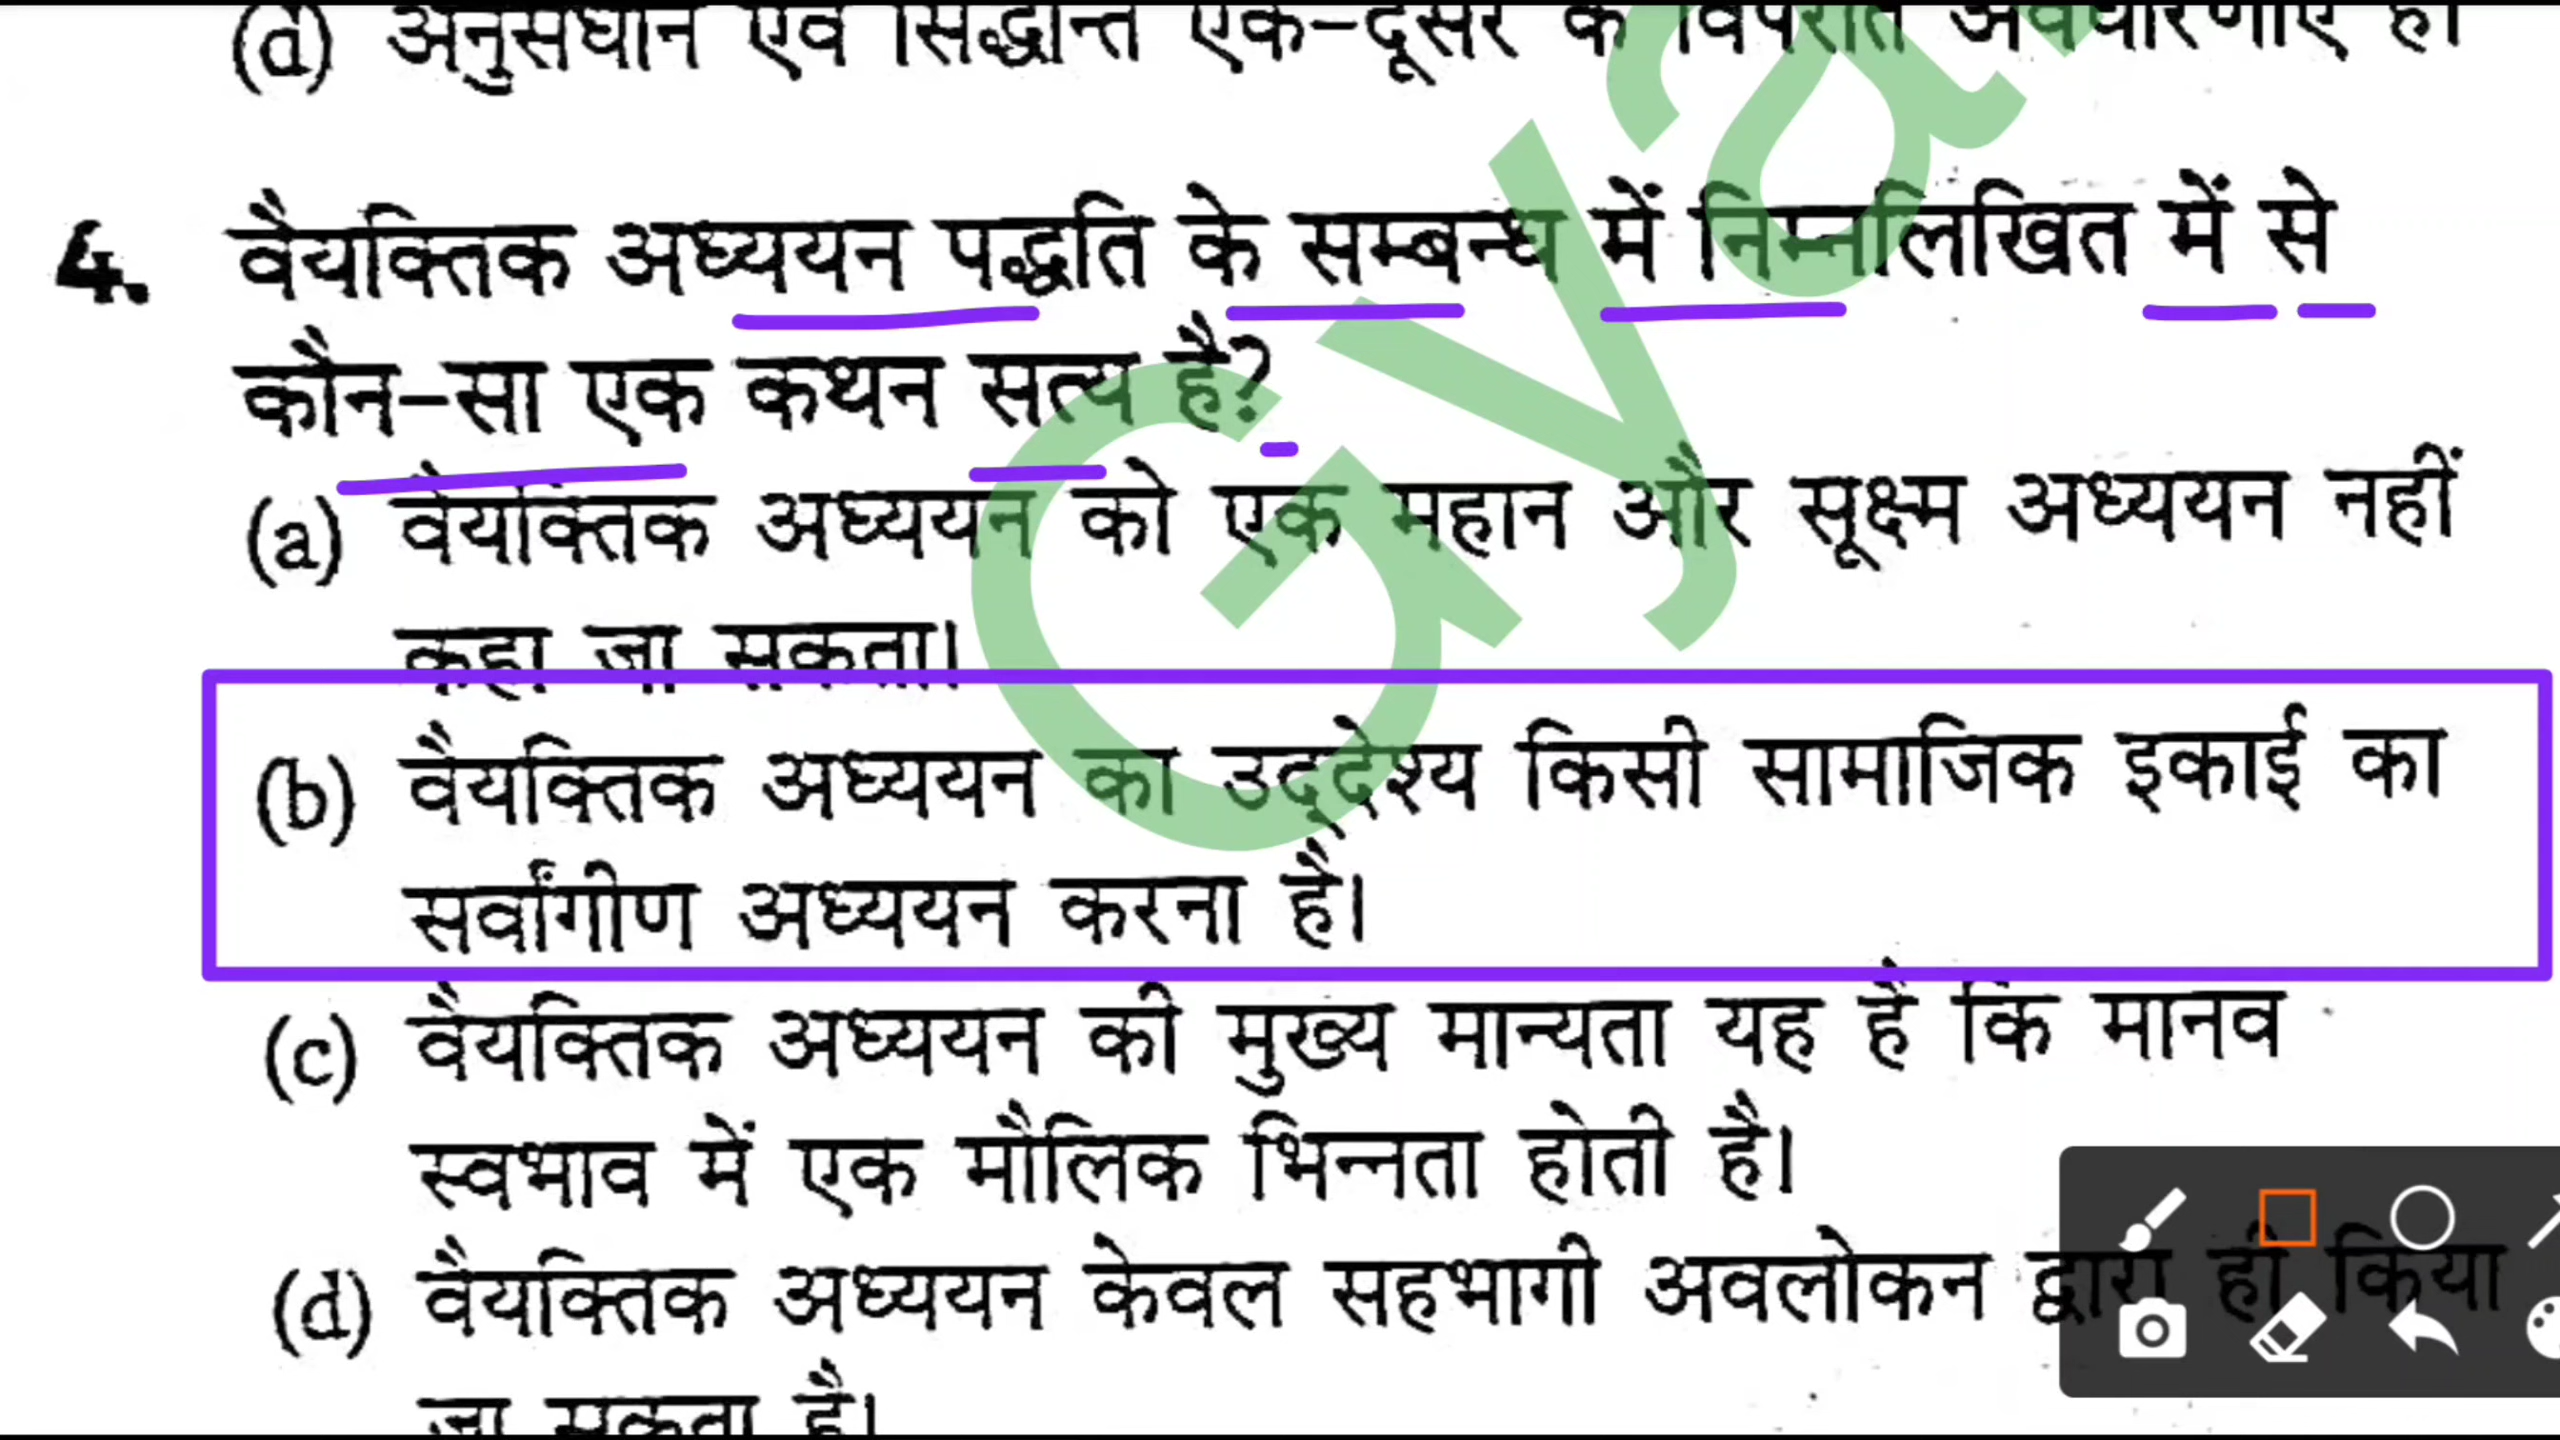 (d) अनुसंधान एवं सिद्धान्त एक-दूसरे के विपरीत अवधारणाएँ हैं।
4. वैयक्तिक अध्ययन पद्धति के सम्बन्ध में निम्नलिखित में से
कौन-सा एक कथन सत्य है?
(a) वैयक्तिक अध्ययन को एक महान और सूक्ष्म अध्ययन नहीं
कहा जा सकता।
(b) वैयक्तिक अध्ययन का उद्देश्य किसी सामाजिक इकाई का
सर्वांगीण अध्ययन करना है।
(c) वैयक्तिक अध्ययन की मुख्य मान्यता यह है कि मानव
स्वभाव में एक मौलिक भिन्नता होती है।
(d) वैयक्तिक अध्ययन केवल सहभागी अवलोकन द्वारा ही किया
जा सकता है।
Gya